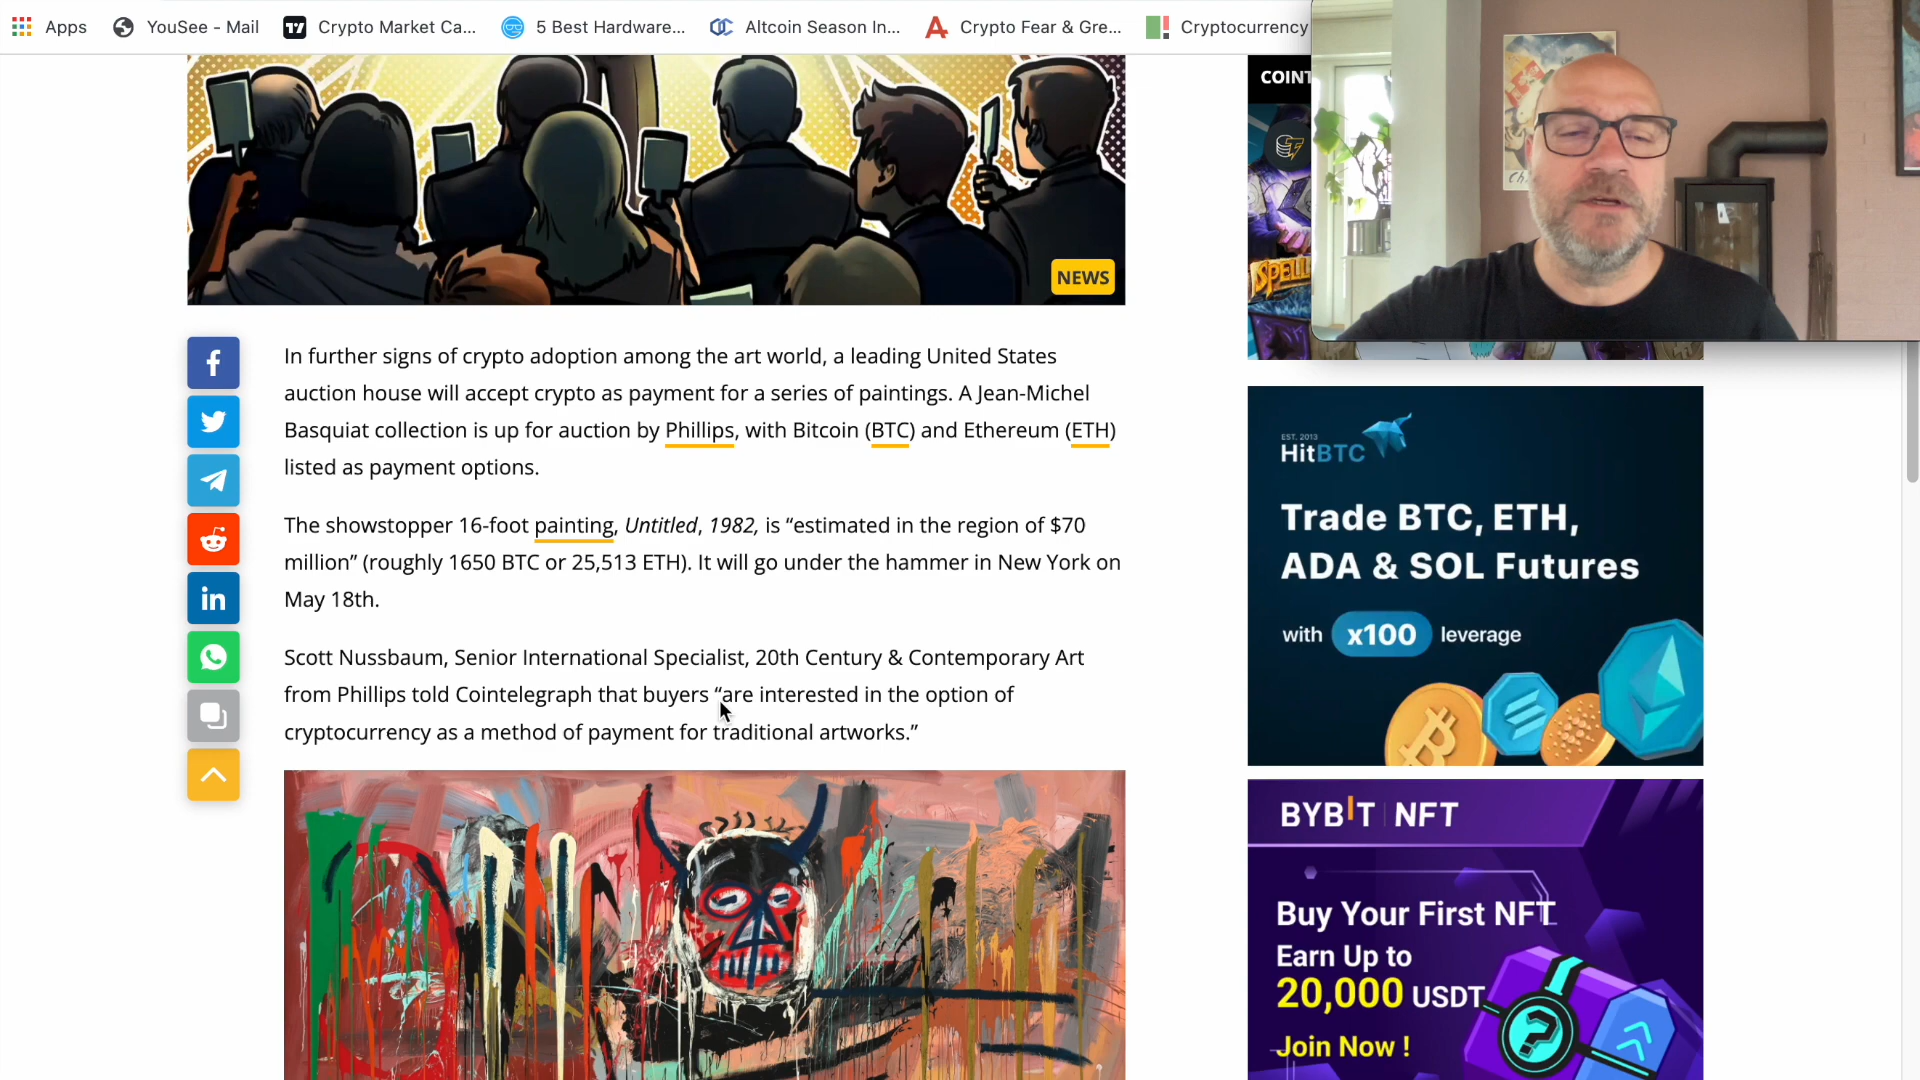 Apps
YouSee - Mail
Crypto Market Ca...
5 Best Hardware...
Altcoin Season In...
Crypto Fear & Gre...
Cryptocurrency
NEWS
In further signs of crypto adoption among the art world, a leading United States
auction house will accept crypto as payment for a series of paintings. A Jean-Michel
Basquiat collection is up for auction by Phillips, with Bitcoin (BTC) and Ethereum (ETH)
listed as payment options.
The showstopper 16-foot painting, Untitled, 1982, is “estimated in the region of $70
million” (roughly 1650 BTC or 25,513 ETH). It will go under the hammer in New York on
May 18th.
Scott Nussbaum, Senior International Specialist, 20th Century & Contemporary Art
from Phillips told Cointelegraph that buyers “are interested in the option of
cryptocurrency as a method of payment for traditional artworks.”
COINT
SPELL
EST. 2013
HitBTC
Trade BTC, ETH,
ADA & SOL Futures
with x100 leverage
BYBIT NFT
Buy Your First NFT
Earn Up to
20,000 USDT
Join Now !